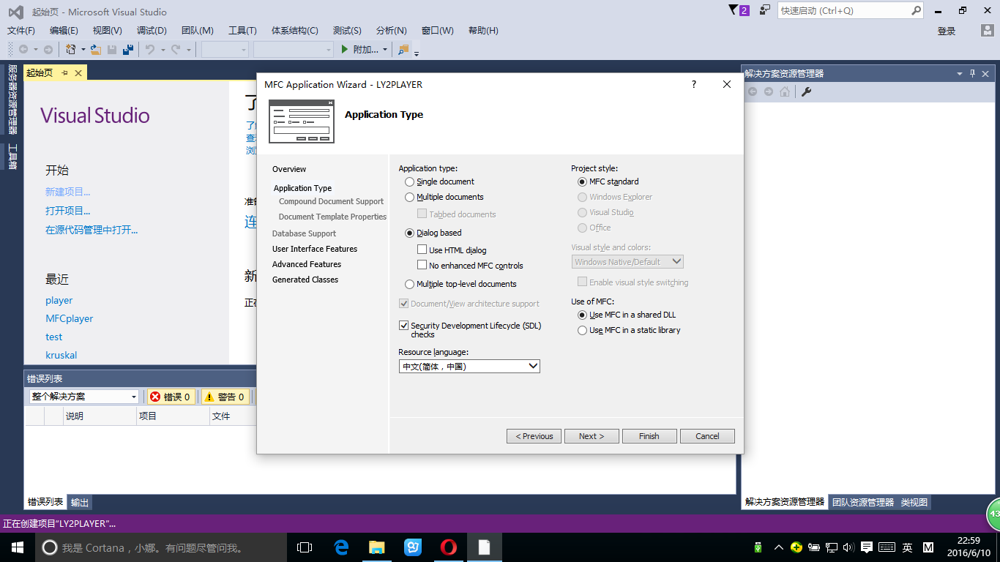 起始页 - Microsoft Visual Studio
2
快速启动 (Ctrl+Q)
文件(F) 编辑(E) 视图(V) 调试(D) 团队(M) 工具(T) 体系结构(C) 测试(S) 分析(N) 窗口(W) 帮助(H)
登录
附加...
服务器资源管理器
工具箱
起始页
Visual Studio
开始
新建项目...
打开项目...
在源代码管理中打开...
最近
player
MFCplayer
test
kruskal
MFC Application Wizard - LY2PLAYER
?
Application Type
Overview
Application Type
Compound Document Support
Document Template Properties
Database Support
User Interface Features
Advanced Features
Generated Classes
Application type:
Single document
Multiple documents
Tabbed documents
Dialog based
Use HTML dialog
No enhanced MFC controls
Multiple top-level documents
Document/View architecture support
Security Development Lifecycle (SDL)
checks
Resource language:
中文(简体，中国)
Project style:
MFC standard
Windows Explorer
Visual Studio
Office
Visual style and colors:
Windows Native/Default
Enable visual style switching
Use of MFC:
Use MFC in a shared DLL
Use MFC in a static library
< Previous
Next >
Finish
Cancel
解决方案资源管理器
错误列表
整个解决方案
错误 0
警告 0
说明 项目 文件
错误列表 输出
解决方案资源管理器 团队资源管理器 类视图
正在创建项目“LY2PLAYER”...
43
我是 Cortana，小娜。有问题尽管问我。
英
M
22:59
2016/6/10